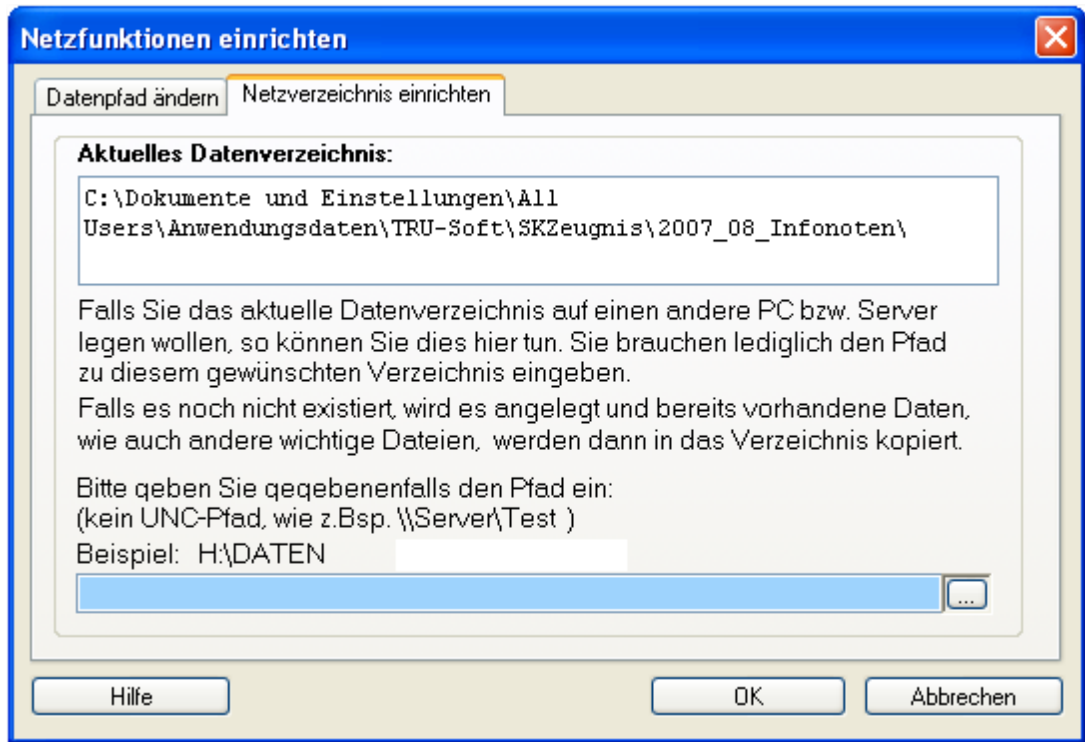 Netzfunktionen einrichten
Datenpfad ändern
Netzverzeichnis einrichten
Aktuelles Datenverzeichnis:
C:\Dokumente und Einstellungen\All
Users\Anwendungsdaten\TRU-Soft\SKZeugnis\2007_08_Infonoten\
Falls Sie das aktuelle Datenverzeichnis auf einen andere PC bzw. Server
legen wollen, so können Sie dies hier tun. Sie brauchen lediglich den Pfad
zu diesem gewünschten Verzeichnis eingeben.
Falls es noch nicht existiert, wird es angelegt und bereits vorhandene Daten,
wie auch andere wichtige Dateien, werden dann in das Verzeichnis kopiert.
Bitte geben Sie gegebenenfalls den Pfad ein:
(kein UNC-Pfad, wie z.Bsp. \\Server\Test )
Beispiel: H:\DATEN
...
Hilfe
OK
Abbrechen